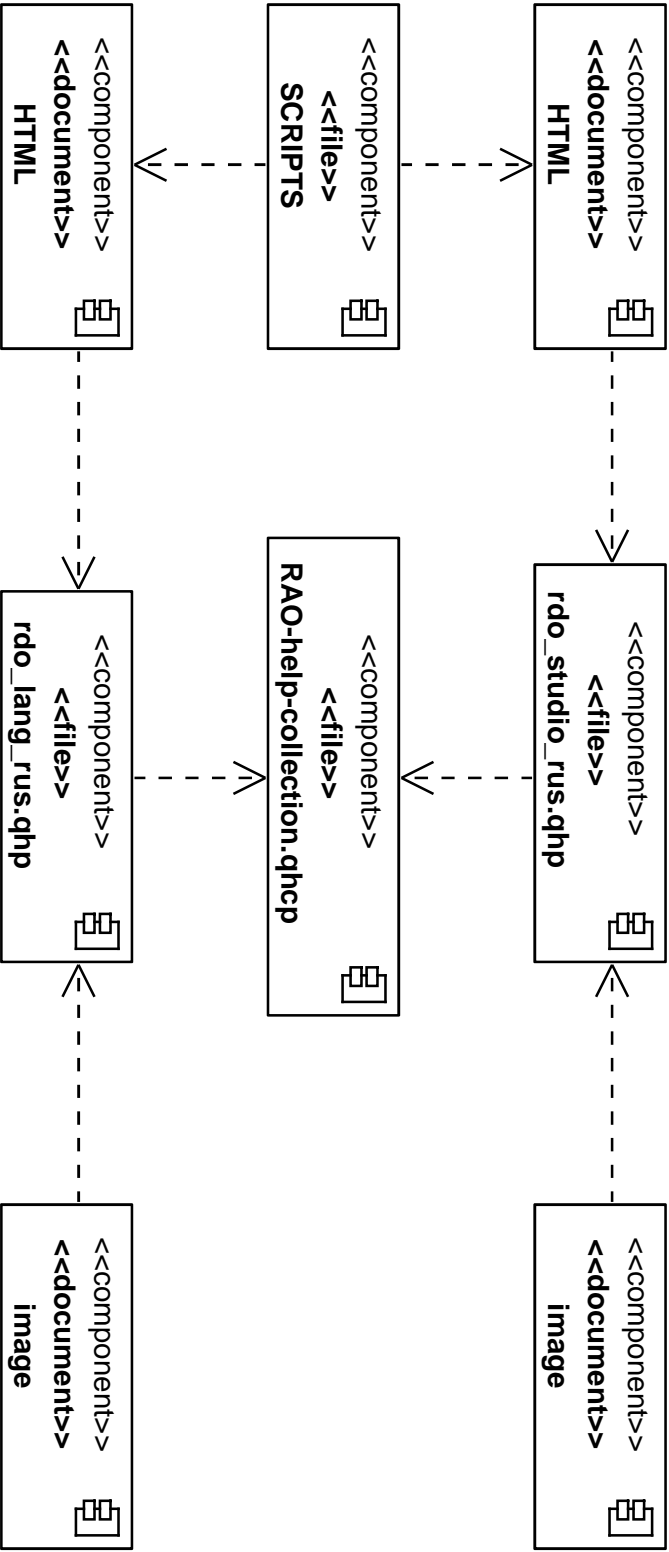 <<component>>
<<document>>
HTML
<<component>>
<<file>>
rdo_studio_rus.qhp
<<component>>
<<document>>
image
<<component>>
<<file>>
SCRIPTS
<<component>>
<<file>>
RAO-help-collection.qhcp
<<component>>
<<document>>
HTML
<<component>>
<<file>>
rdo_lang_rus.qhp
<<component>>
<<document>>
image